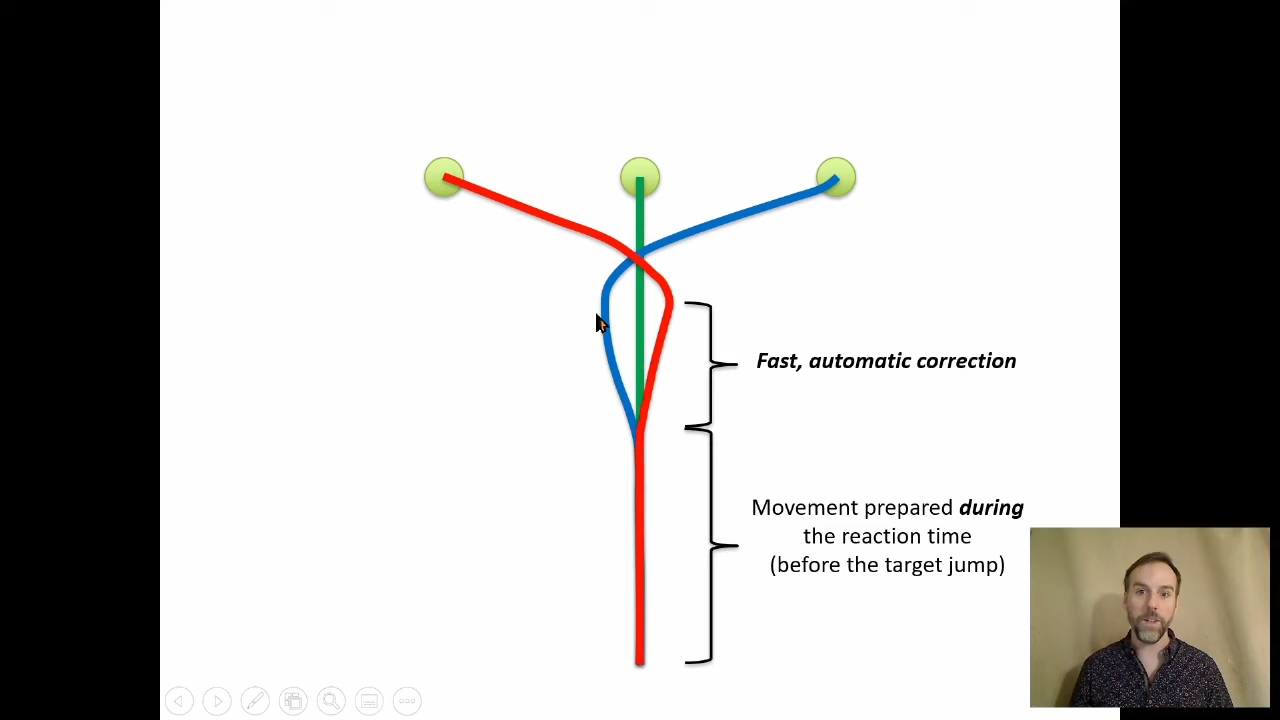 Fast, automatic correction
Movement prepared during
the reaction time
(before the target jump)